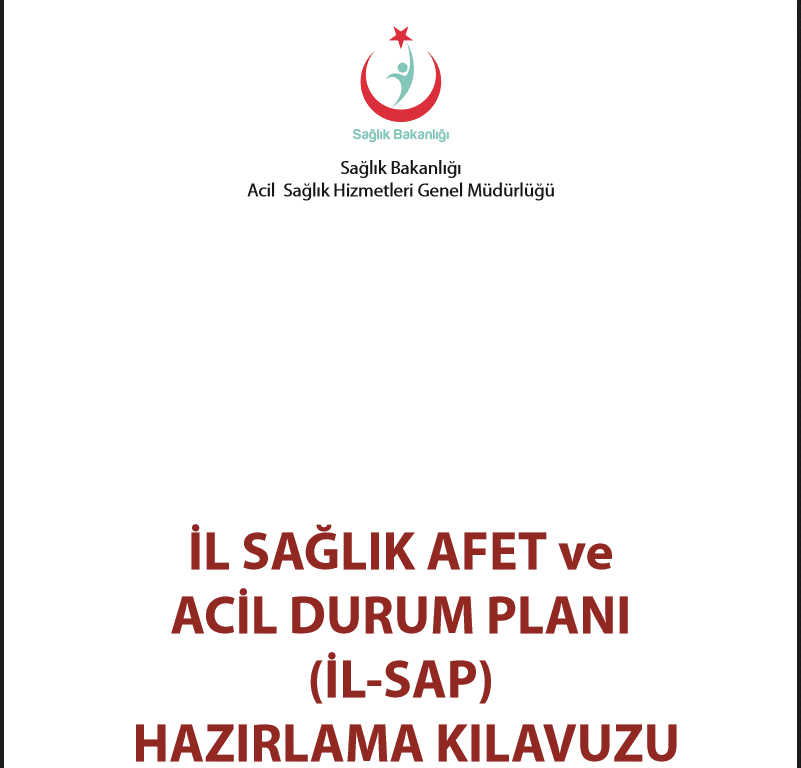 Sağlık Bakanlığı
Sağlık Bakanlığı
Acil  Sağlık Hizmetleri Genel Müdürlüğü
İL SAĞLIK AFET ve
ACİL DURUM PLANI
(İL-SAP)
HAZIRLAMA KILAVUZU